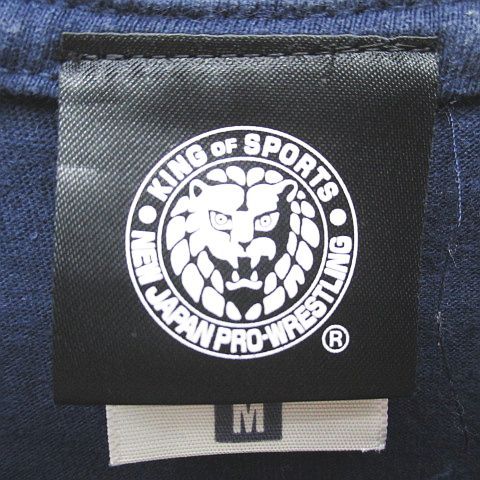 • KING OF SPORTS •
NEW JAPAN PRO-WRESTLING
®
M